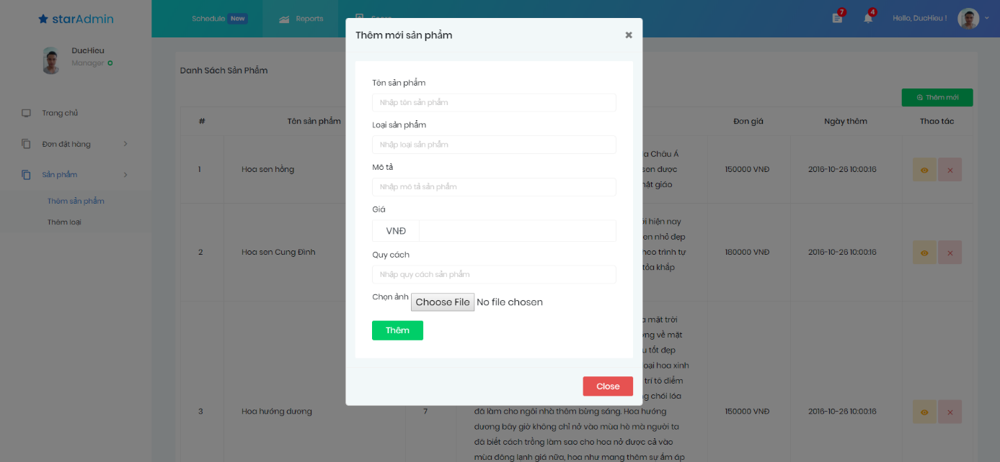 starAdmin
Schedule New
Reports
Score
7
4
Hello, DucHieu !
DucHieu
Manager
Trang chủ
Đơn đặt hàng
Sản phẩm
Thêm sản phẩm
Thêm loại
Danh Sách Sản Phẩm
Thêm mới
# Tên sản phẩm Đơn giá Ngày thêm Thao tác
1 Hoa sen hồng 150000 VNĐ 2016-10-26 10:00:16
a Châu Á
sen được
hật giáo
2 Hoa sen Cung Đình 180000 VNĐ 2016-10-26 10:00:16
ới hiện nay
en nhỏ đẹp
heo trình tự
tỏa khắp
3 Hoa hướng dương 7 150000 VNĐ 2016-10-26 10:00:16
a mặt trời
ng về mặt
u tốt đẹp
oại hoa xinh
trí tô điểm
g chói lóa
đã làm cho ngôi nhà thêm bừng sáng. Hoa hướng
dương bây giờ không chỉ nở vào mùa hè mà người ta
đã biết cách trồng làm sao cho hoa nở được cả vào
mùa đông lạnh giá nữa, hoa như mang thêm sự ấm áp
Thêm mới sản phẩm
Tên sản phẩm
Nhập tên sản phẩm
Loại sản phẩm
Nhập loại sản phẩm
Mô tả
Nhập mô tả sản phẩm
Giá
VNĐ
Quy cách
Nhập quy cách sản phẩm
Chọn ảnh Choose File No file chosen
Thêm
Close